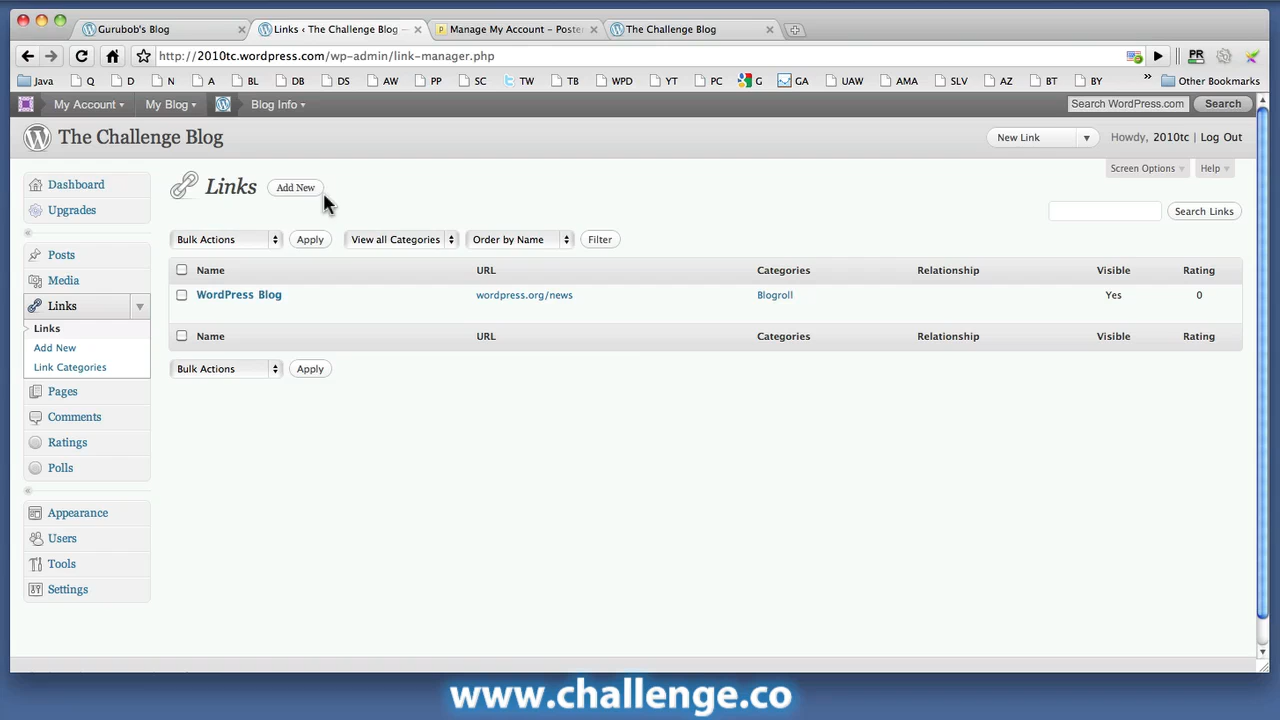 Gurubob's Blog
Links ‹ The Challenge Blog
Manage My Account – Poste
The Challenge Blog
http://2010tc.wordpress.com/wp-admin/link-manager.php
PR
Java Q D N A BL DB DS AW PP SC TW TB WPD YT PC G GA UAW AMA SLV AZ BT BY » Other Bookmarks
My Account My Blog Blog Info Search WordPress.com Search
The Challenge Blog New Link Howdy, 2010tc | Log Out
Screen Options Help
Dashboard
Upgrades
Posts
Media
Links
Links
Add New
Link Categories
Pages
Comments
Ratings
Polls
Appearance
Users
Tools
Settings
Links Add New
Search Links
Bulk Actions Apply View all Categories Order by Name Filter
Name URL Categories Relationship Visible Rating
WordPress Blog wordpress.org/news Blogroll Yes 0
Name URL Categories Relationship Visible Rating
Bulk Actions Apply
www.challenge.co